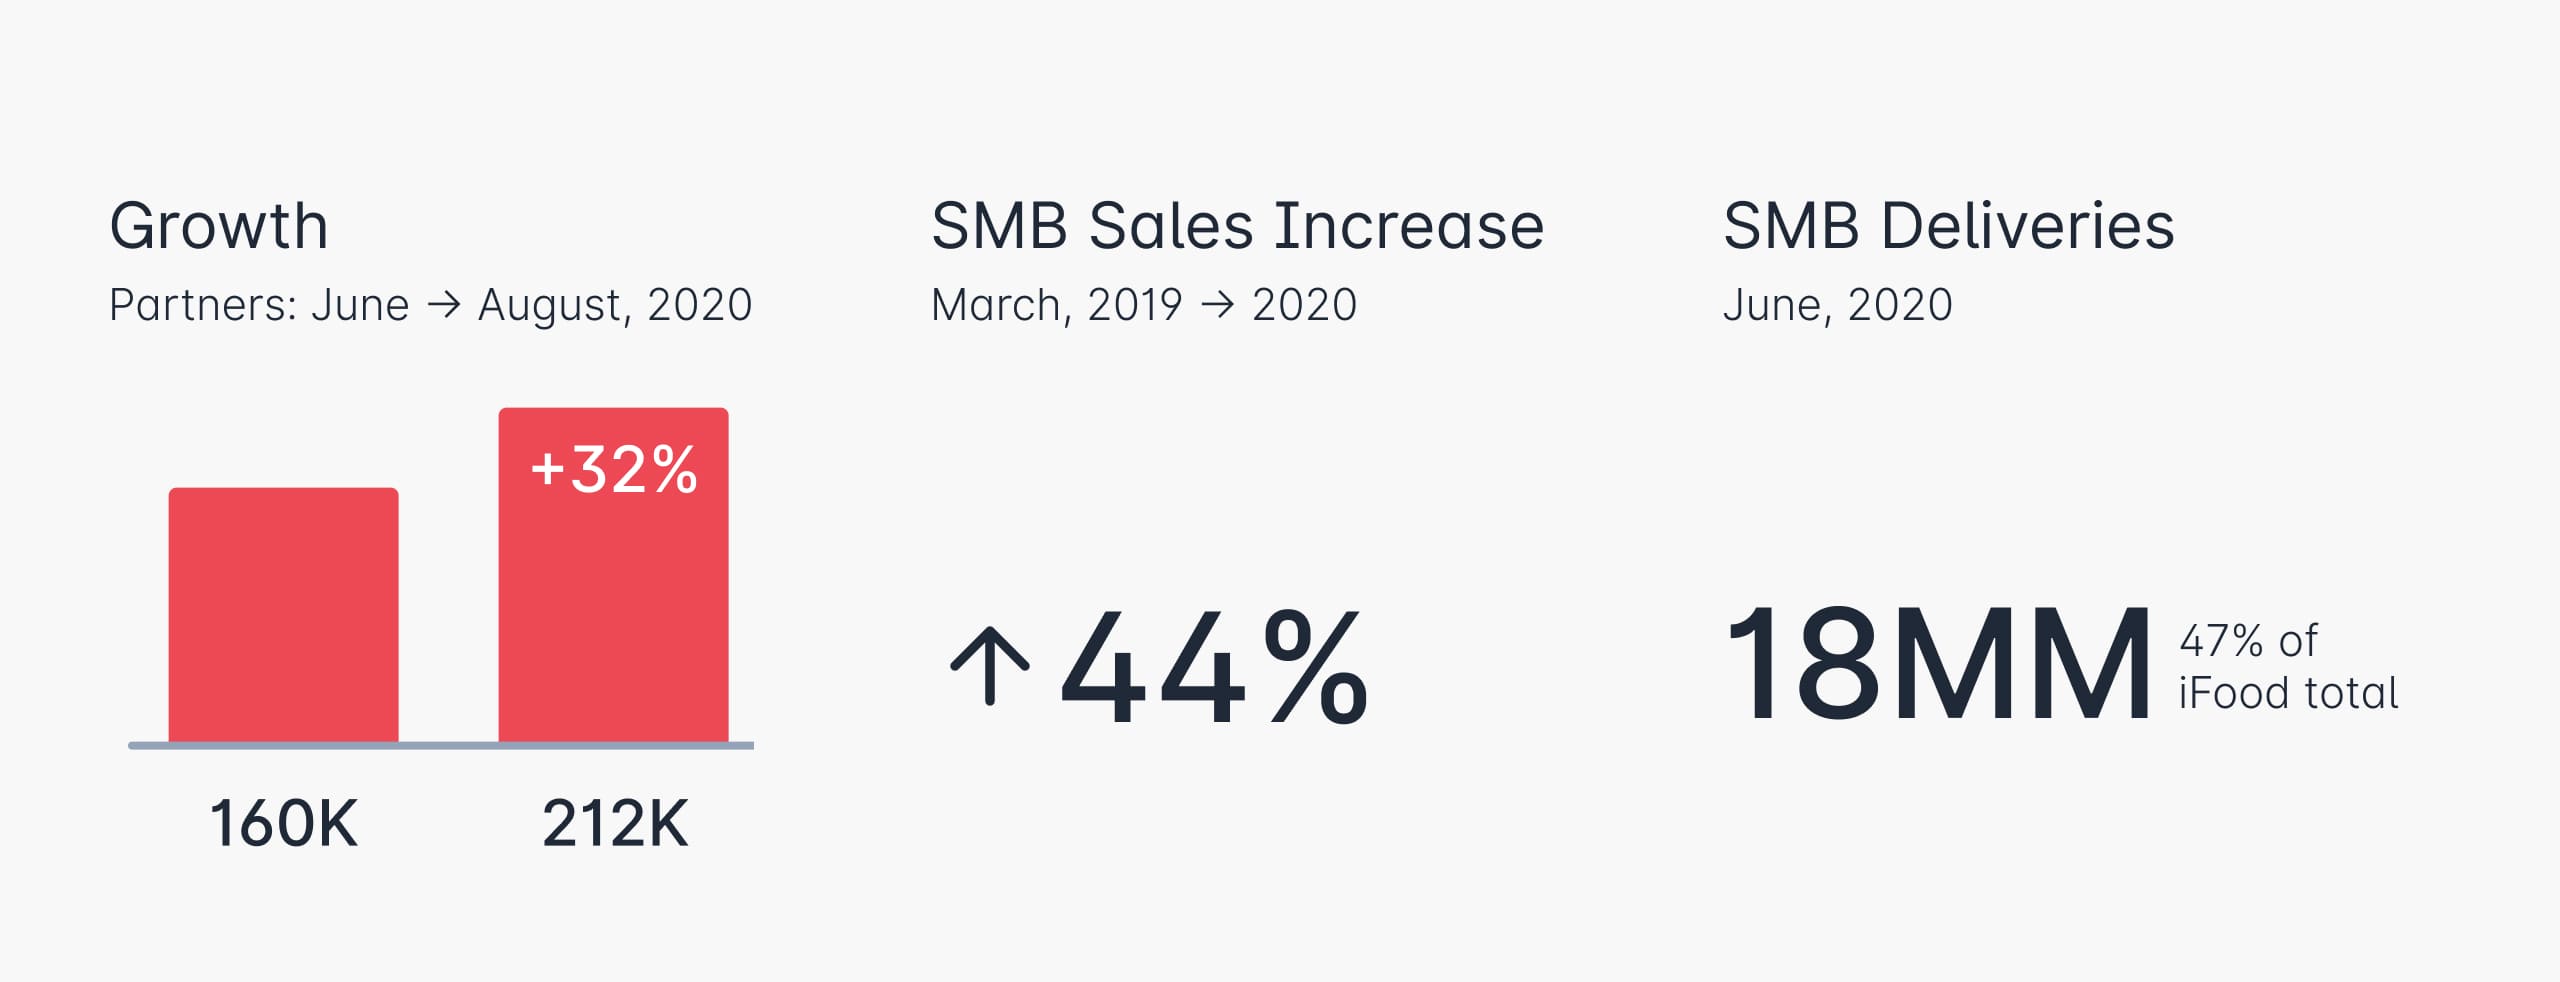 Growth
Partners: June → August, 2020
+32%
160K
212K
SMB Sales Increase
March, 2019 → 2020
↑44%
SMB Deliveries
June, 2020
18MM
47% of
iFood total